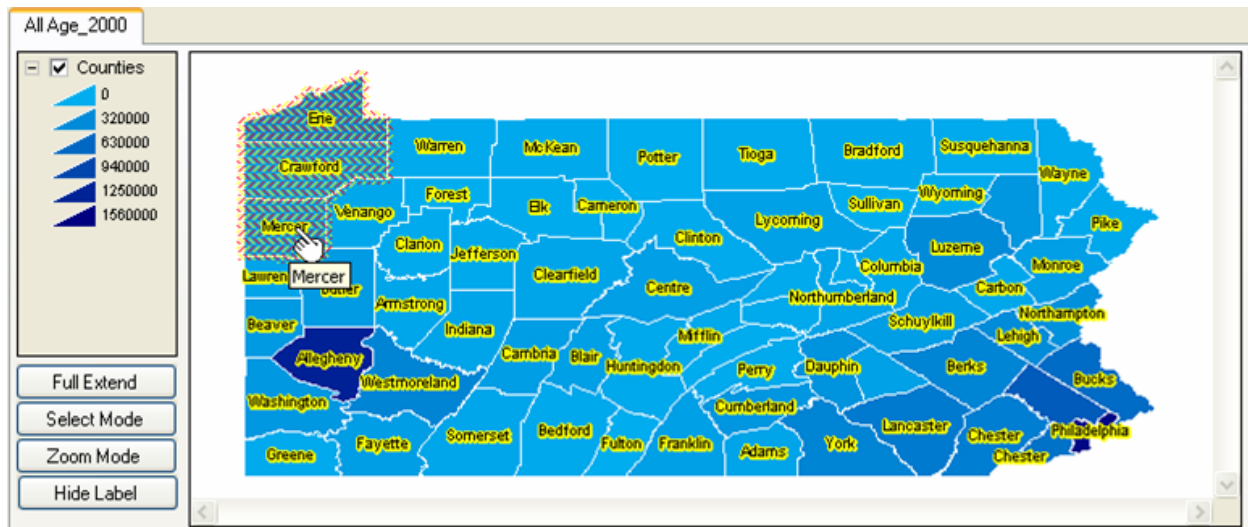 All Age_2000
Counties
0
320000
630000
940000
1250000
1560000
Full Extend
Select Mode
Zoom Mode
Hide Label
Erie
Warren
McKean
Potter
Tioga
Bradford
Susquehanna
Crawford
Wayne
Forest
Wyoming
Venango
Elk
Cameron
Sullivan
Mercer
Lycoming
Pike
Clarion
Jefferson
Clinton
Luzerne
Lawren
Mercer
Butler
Clearfield
Centre
Columbia
Monroe
Carbon
Armstrong
Northumberland
Northampton
Beaver
Indiana
Mifflin
Schuylkill
Lehigh
Allegheny
Cambria
Blair
Huntingdon
Perry
Dauphin
Berks
Westmoreland
Bucks
Washington
Cumberland
Lancaster
Philadelphia
Greene
Fayette
Somerset
Bedford
Fulton
Franklin
Adams
York
Chester
Chester